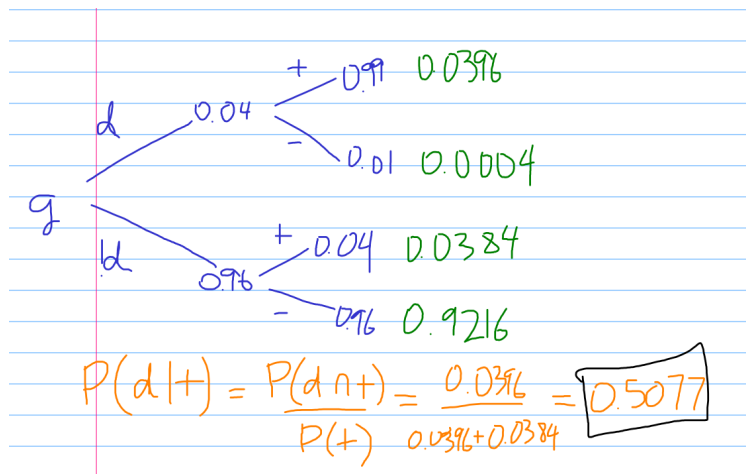 + 0.99 0.0396
d 0.04
- 0.01 0.0004
g
!d + 0.04 0.0384
0.96
- 0.96 0.9216
P(d|+) = P(d∩+) / P(+) = 0.0396 / 0.0396+0.0384 = 0.5077